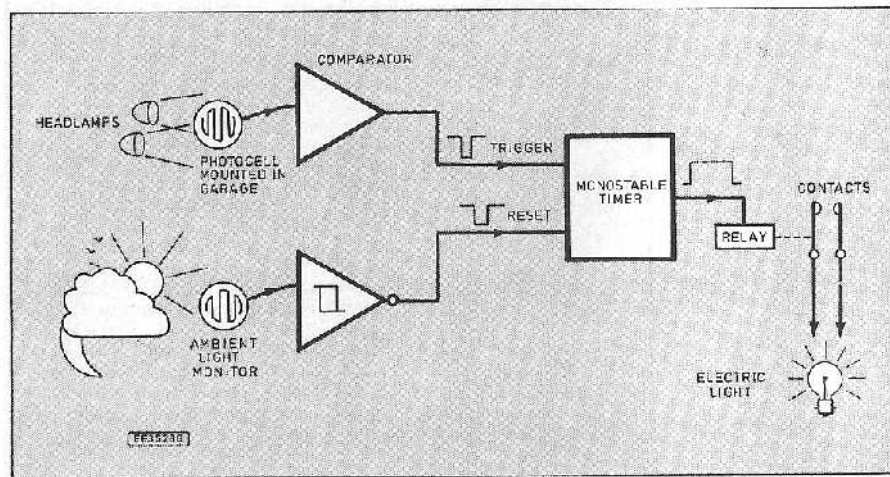 COMPARATOR
HEADLAMPS
PHOTOCELL
MOUNTED IN
GARAGE
TRIGGER
MONOSTABLE
TIMER
CONTACTS
RESET
RELAY
AMBIENT
LIGHT
MONITOR
ELECTRIC
LIGHT